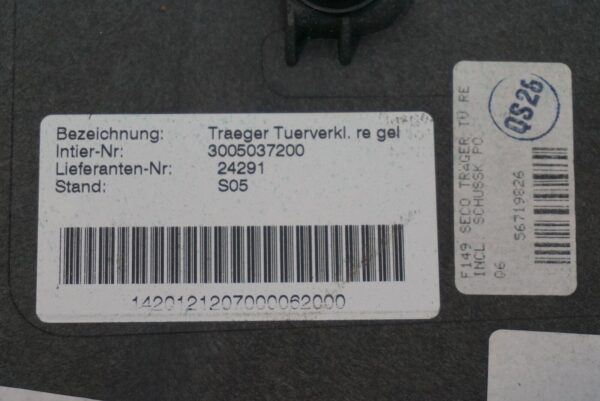 Bezeichnung: Traeger Tuerverkl. re gel
Intier-Nr: 3005037200
Lieferanten-Nr: 24291
Stand: S05
1420121207000062000
QS26
F149 SECO TRAGER TU RE
INCL. SCHUSSK PO.
06 56719826